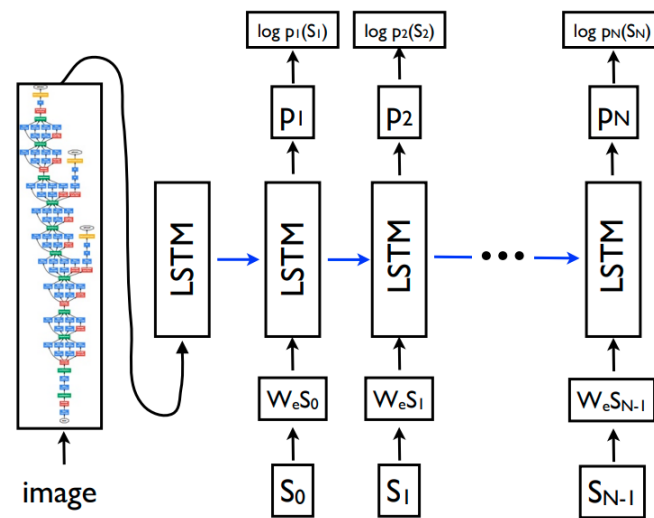 log p₁(S₁) log p₂(S₂) log pN(SN)
p₁ p₂ pN
LSTM LSTM LSTM LSTM
WₑS₀ WₑS₁ WₑSN-1
image S₀ S₁ SN-1